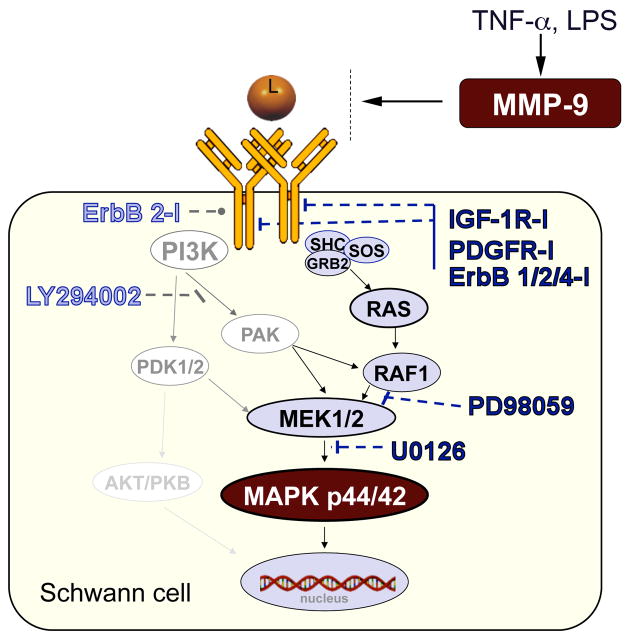 TNF-α, LPS
MMP-9
L
ErbB 2-I
IGF-1R-I
PDGFR-I
ErbB 1/2/4-I
PI3K
SHC
SOS
GRB2
LY294002
RAS
PAK
PDK1/2
RAF1
PD98059
MEK1/2
U0126
AKT/PKB
MAPK p44/42
nucleus
Schwann cell